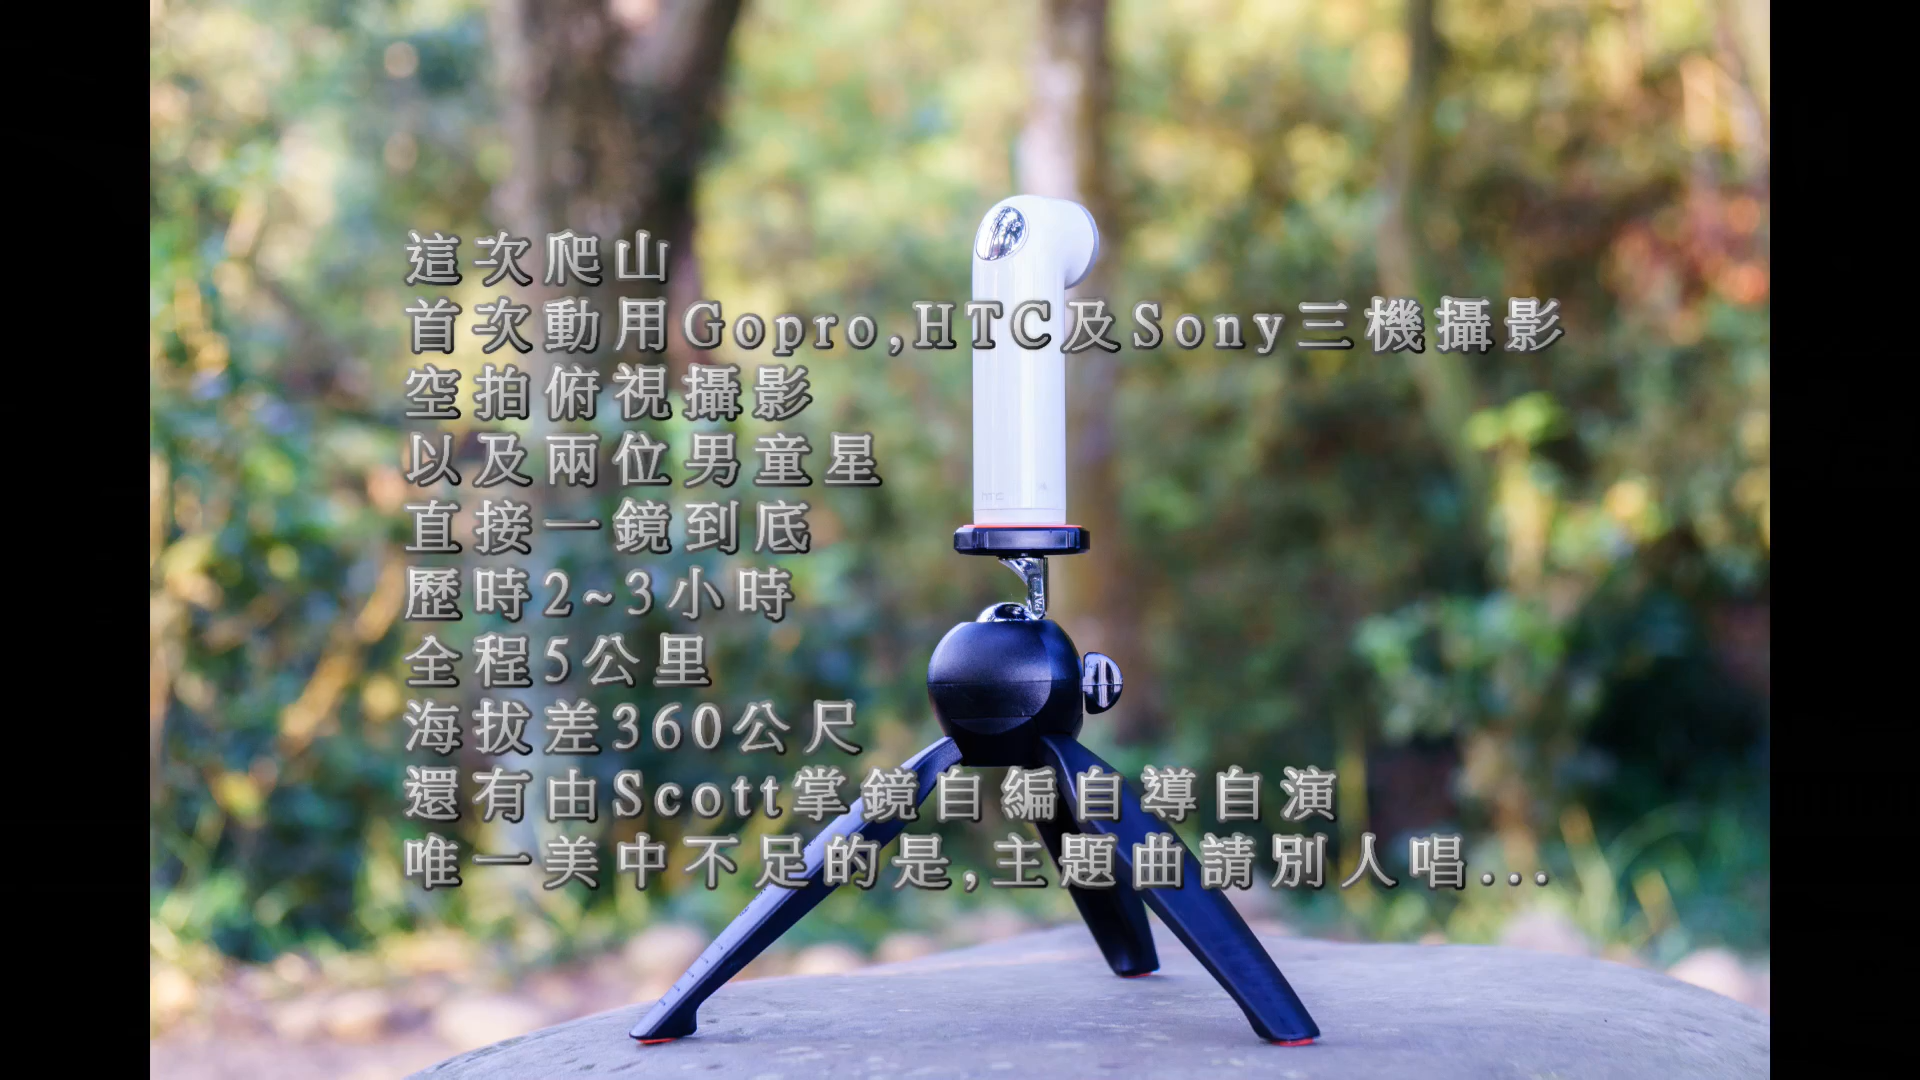 這次爬山
首次動用Gopro,HTC及Sony三機攝影
空拍俯視攝影
以及兩位男童星
直接一鏡到底
歷時2~3小時
全程5公里
海拔差360公尺
還有由Scott掌鏡自編自導自演
唯一美中不足的是,主題曲請別人唱...
hTC
PAT